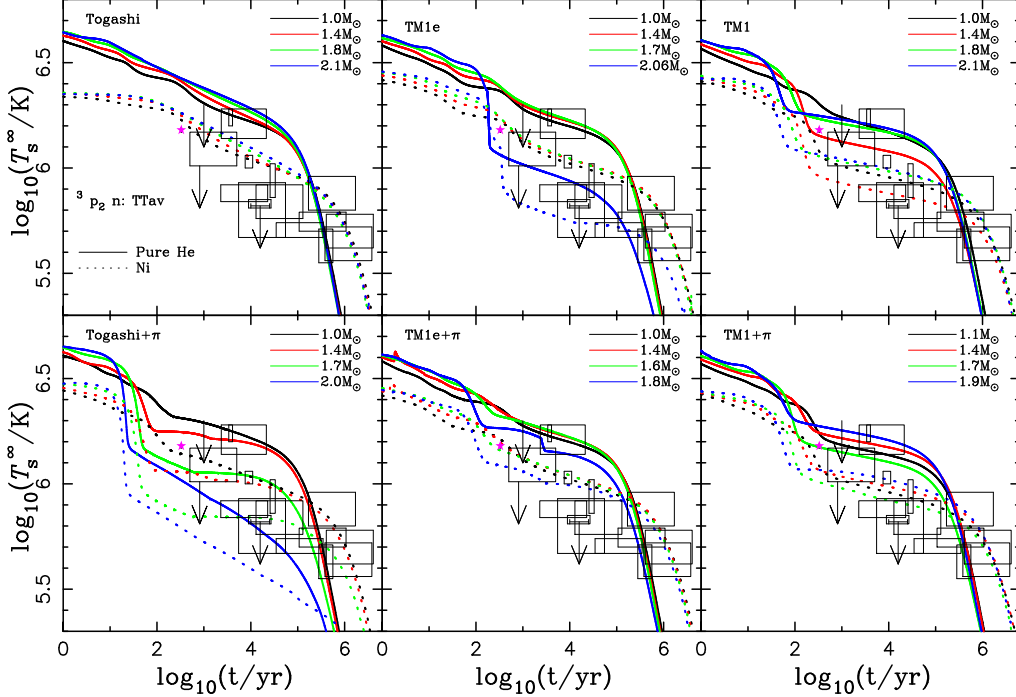 Togashi
1.0M⊙
1.4M⊙
1.8M⊙
2.1M⊙
³ p₂ n: TTav
Pure He
Ni
TM1e
1.0M⊙
1.4M⊙
1.7M⊙
2.06M⊙
TM1
1.0M⊙
1.4M⊙
1.8M⊙
2.1M⊙
log₁₀(Tₛ^∞/K)
6.5
6
5.5
Togashi+π
1.0M⊙
1.4M⊙
1.7M⊙
2.0M⊙
TM1e+π
1.0M⊙
1.4M⊙
1.6M⊙
1.8M⊙
TM1+π
1.1M⊙
1.4M⊙
1.7M⊙
1.9M⊙
log₁₀(Tₛ^∞/K)
6.5
6
5.5
0 2 4 6
0 2 4 6
0 2 4 6
log₁₀(t/yr)
log₁₀(t/yr)
log₁₀(t/yr)